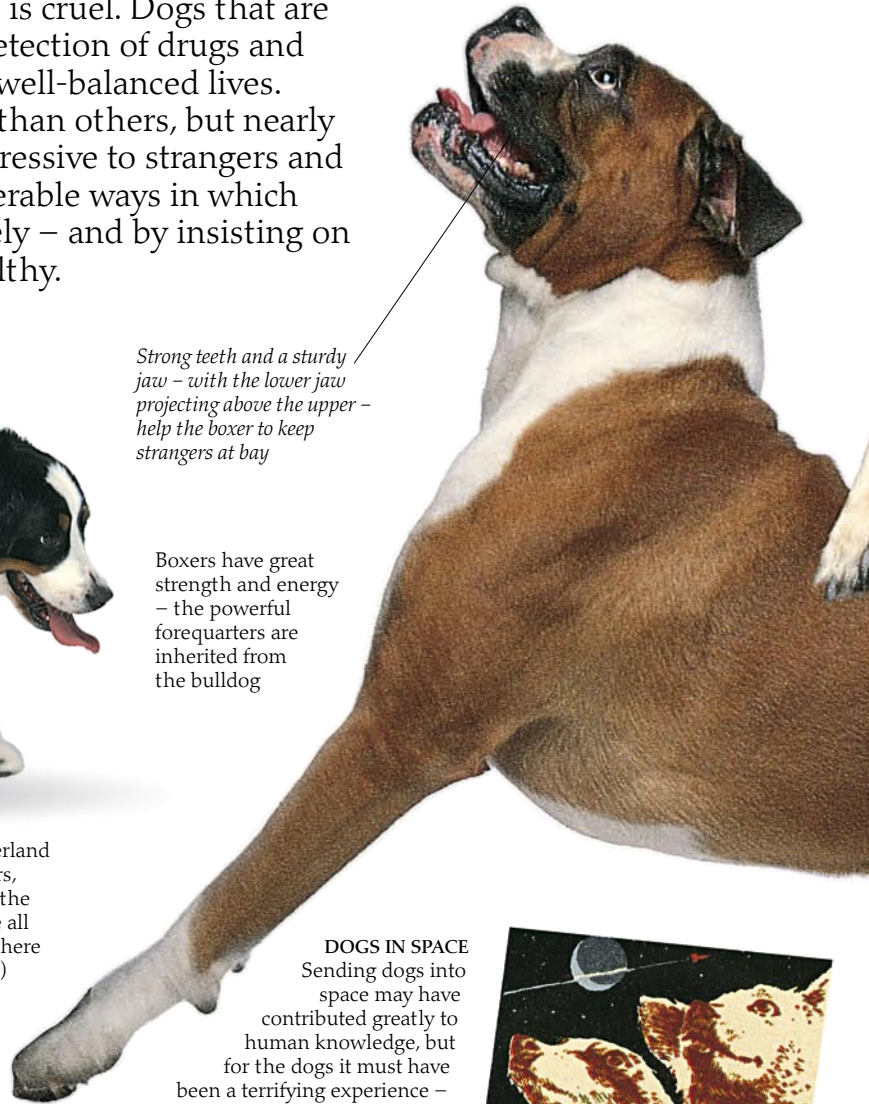 is cruel. Dogs that are
etection of drugs and
well-balanced lives.
than others, but nearly
ressive to strangers and
erable ways in which
ely – and by insisting on
lthy.
Strong teeth and a sturdy
jaw – with the lower jaw
projecting above the upper –
help the boxer to keep
strangers at bay
Boxers have great
strength and energy
– the powerful
forequarters are
inherited from
the bulldog
erland
rs,
the
all
here
)
DOGS IN SPACE
Sending dogs into
space may have
contributed greatly to
human knowledge, but
for the dogs it must have
been a terrifying experience –